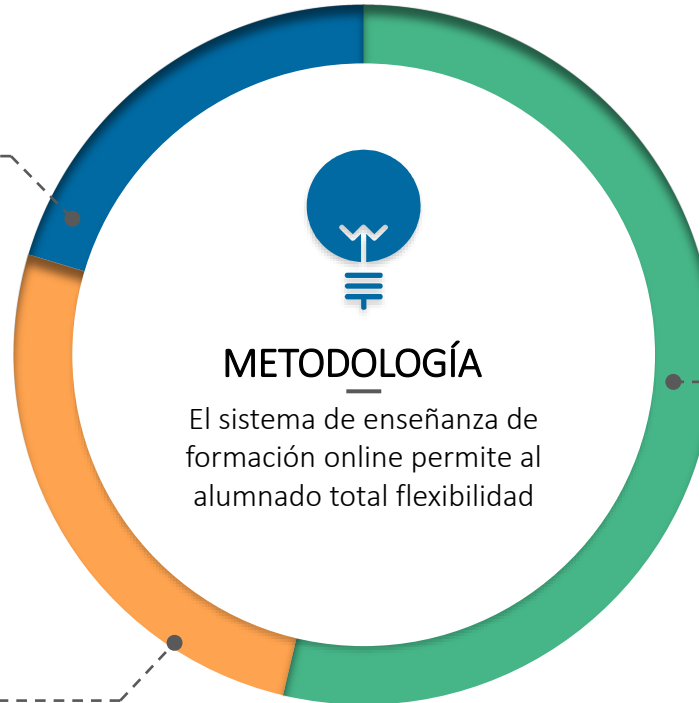 METODOLOGÍA
El sistema de enseñanza de
formación online permite al
alumnado total flexibilidad